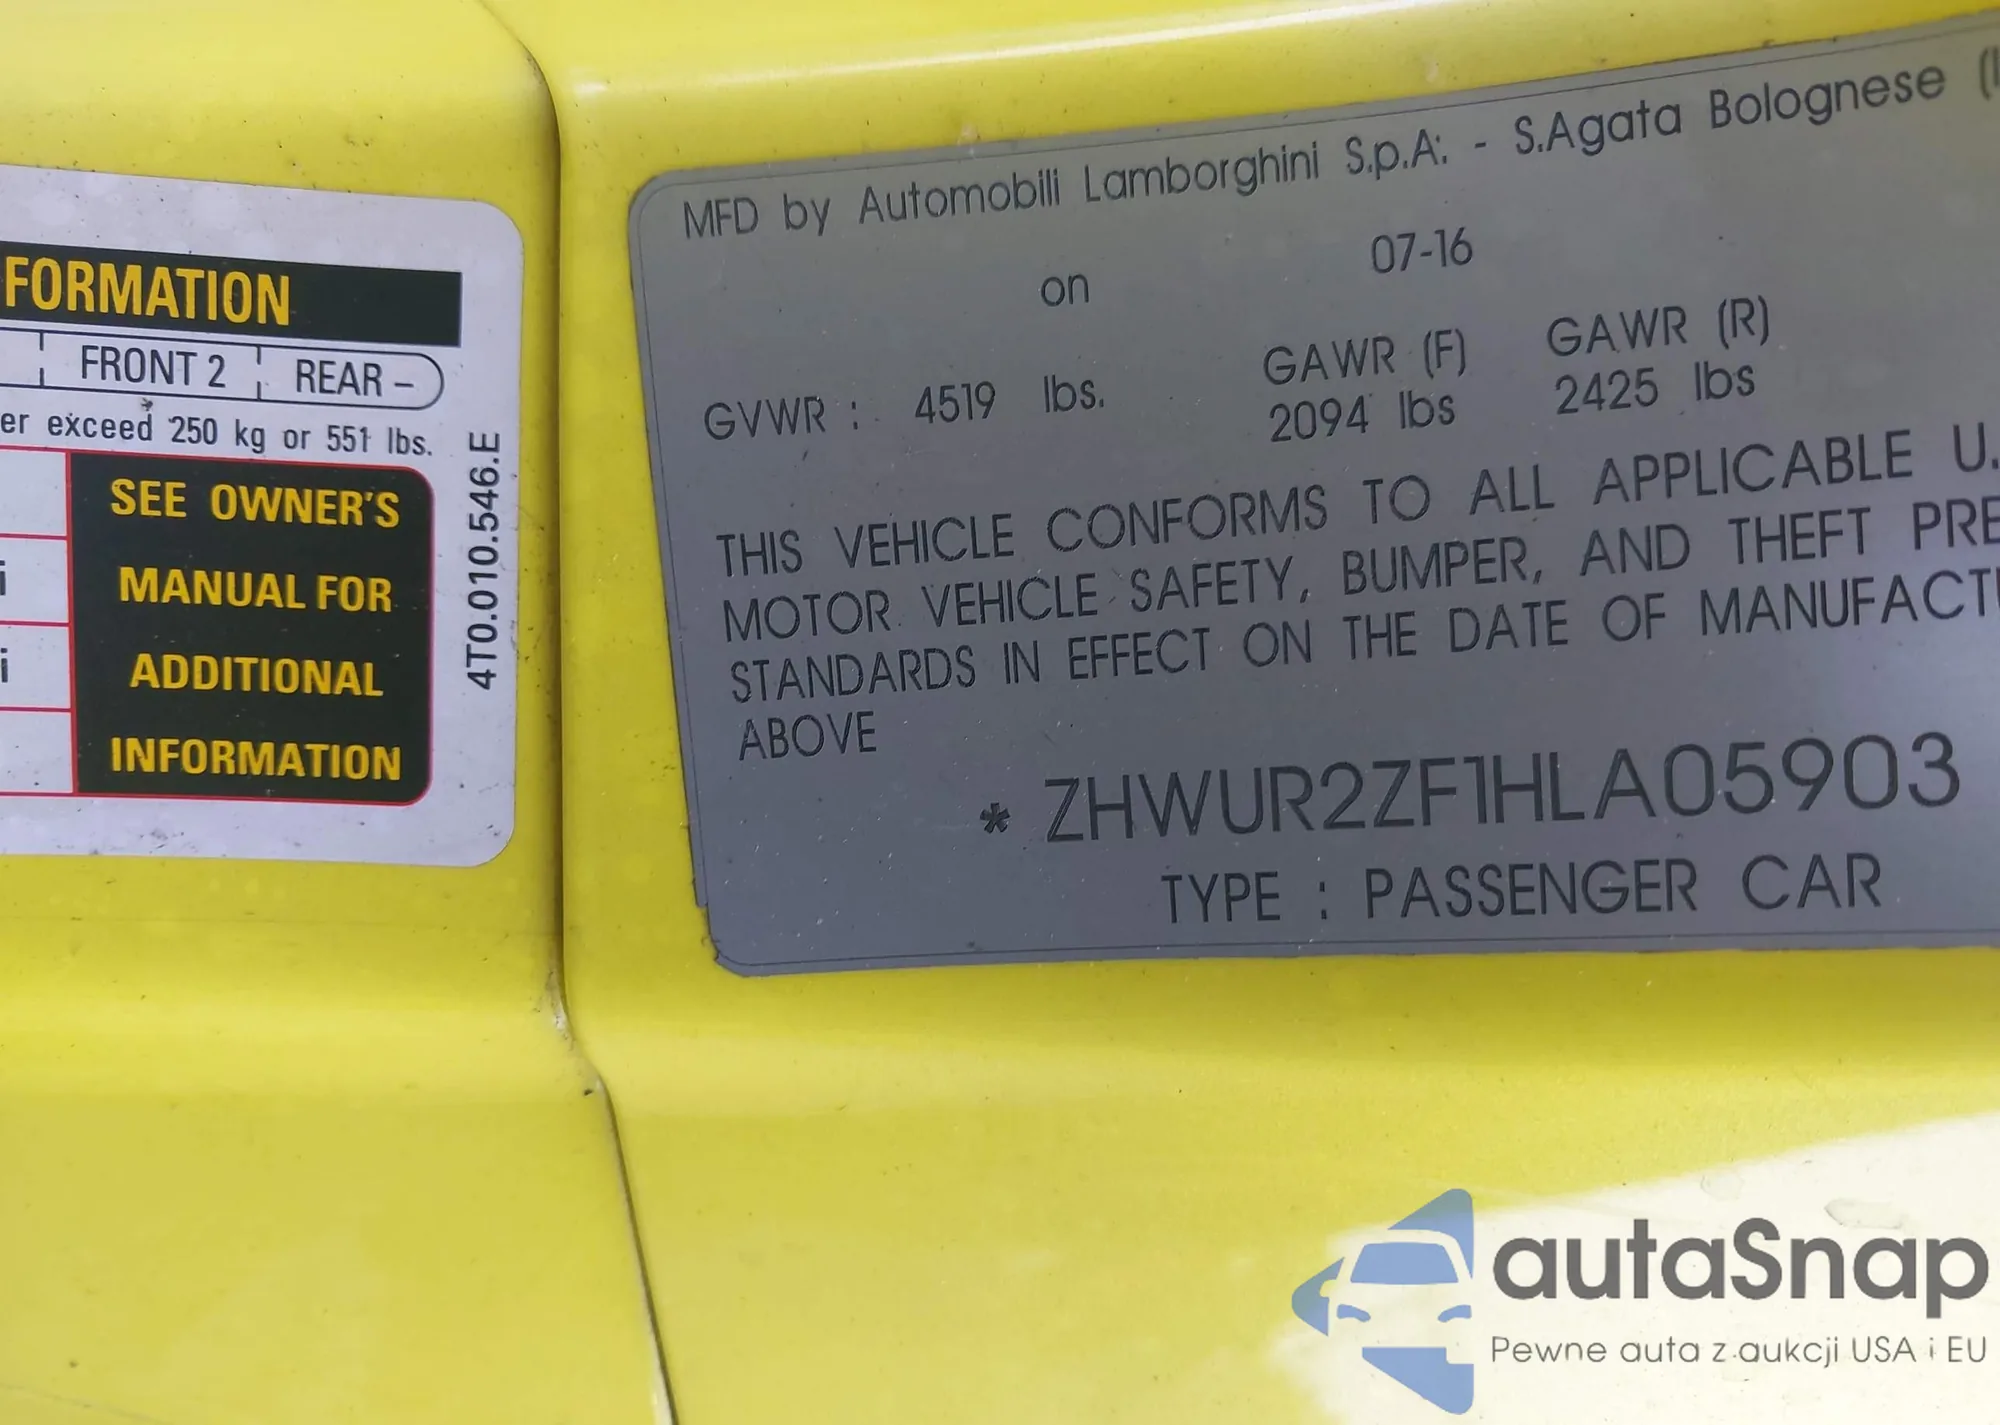 FORMATION
FRONT 2
REAR –
er exceed 250 kg or 551 lbs.
SEE OWNER'S
MANUAL FOR
ADDITIONAL
INFORMATION
4T0.010.546.E
MFD by Automobili Lamborghini S.p.A. - S.Agata Bolognese (I
on 07-16
GVWR : 4519 lbs. GAWR (F) GAWR (R)
2094 lbs 2425 lbs
THIS VEHICLE CONFORMS TO ALL APPLICABLE U.
MOTOR VEHICLE SAFETY, BUMPER, AND THEFT PRE
STANDARDS IN EFFECT ON THE DATE OF MANUFACT
ABOVE
* ZHWUR2ZF1HLA05903
TYPE : PASSENGER CAR
autaSnap
Pewne auta z aukcji USA i EU